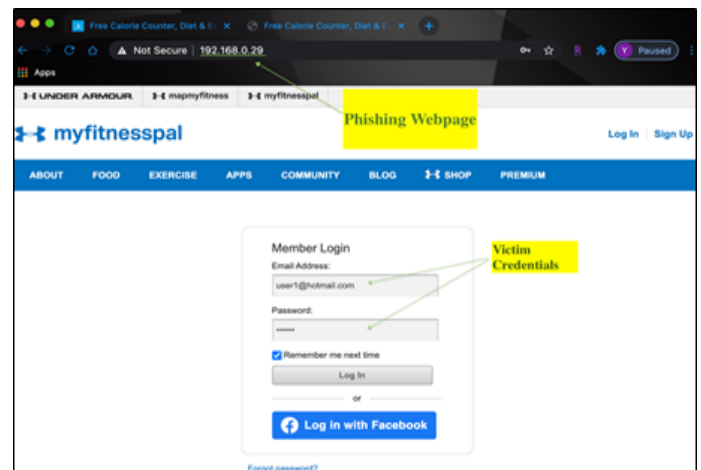 Free Calorie Counter, Diet & E
Free Calorie Counter, Diet & E
Not Secure | 192.168.0.29
R
Y Paused
Apps
UNDER ARMOUR. mapmyfitness myfitnesspal
Phishing Webpage
myfitnesspal
Log In Sign Up
ABOUT FOOD EXERCISE APPS COMMUNITY BLOG SHOP PREMIUM
Member Login
Victim
Credentials
Email Address:
user1@hotmail.com
Password:
Remember me next time
Log In
or
Log in with Facebook
Forgot password?